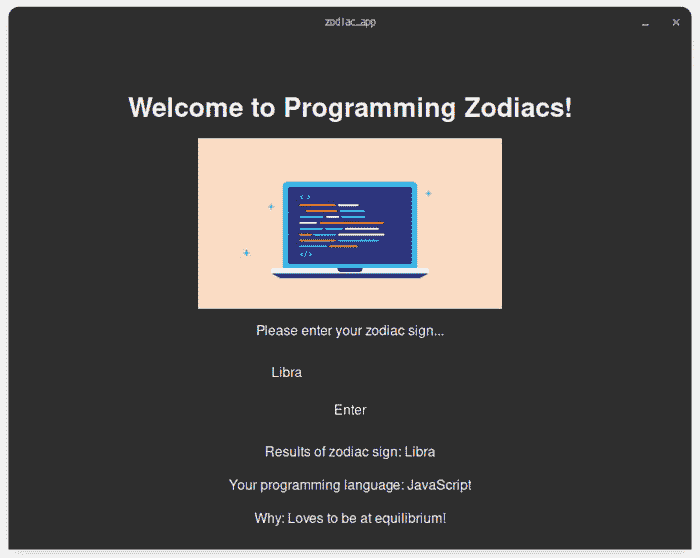 zodiac_app
Welcome to Programming Zodiacs!
< >
</>
Please enter your zodiac sign...
Libra
Enter
Results of zodiac sign: Libra
Your programming language: JavaScript
Why: Loves to be at equilibrium!